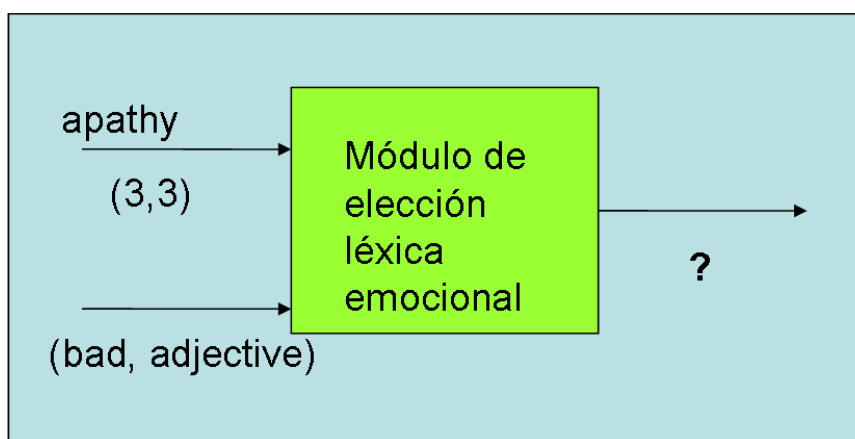 apathy
(3,3)
(bad, adjective)
Módulo de
elección
léxica
emocional
?